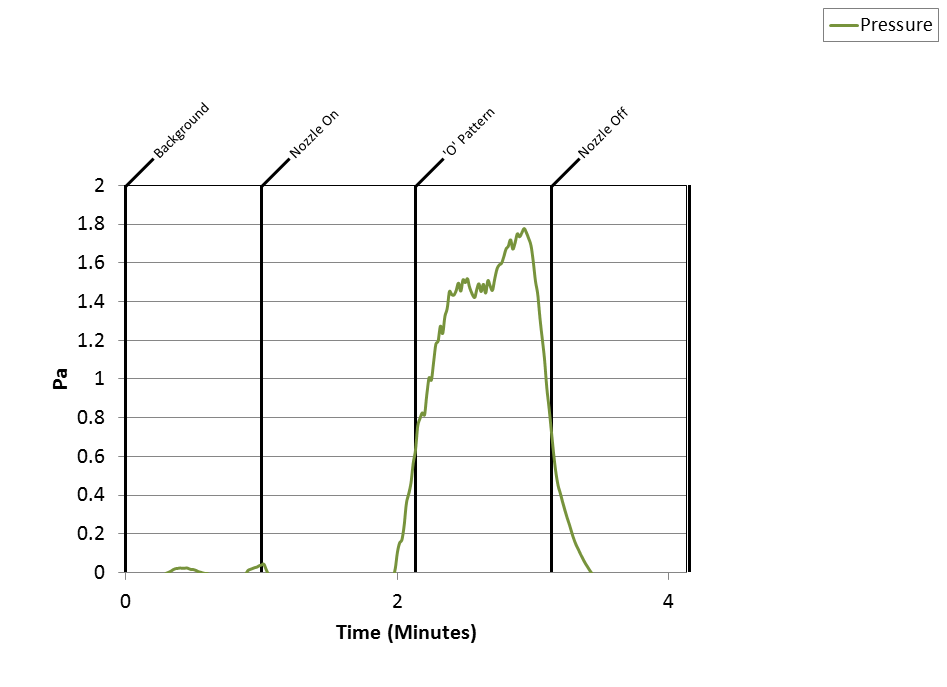 Pressure
Background
Nozzle On
'O' Pattern
Nozzle Off
2
1.8
1.6
1.4
1.2
1
0.8
0.6
0.4
0.2
0
Pa
0 2 4
Time (Minutes)